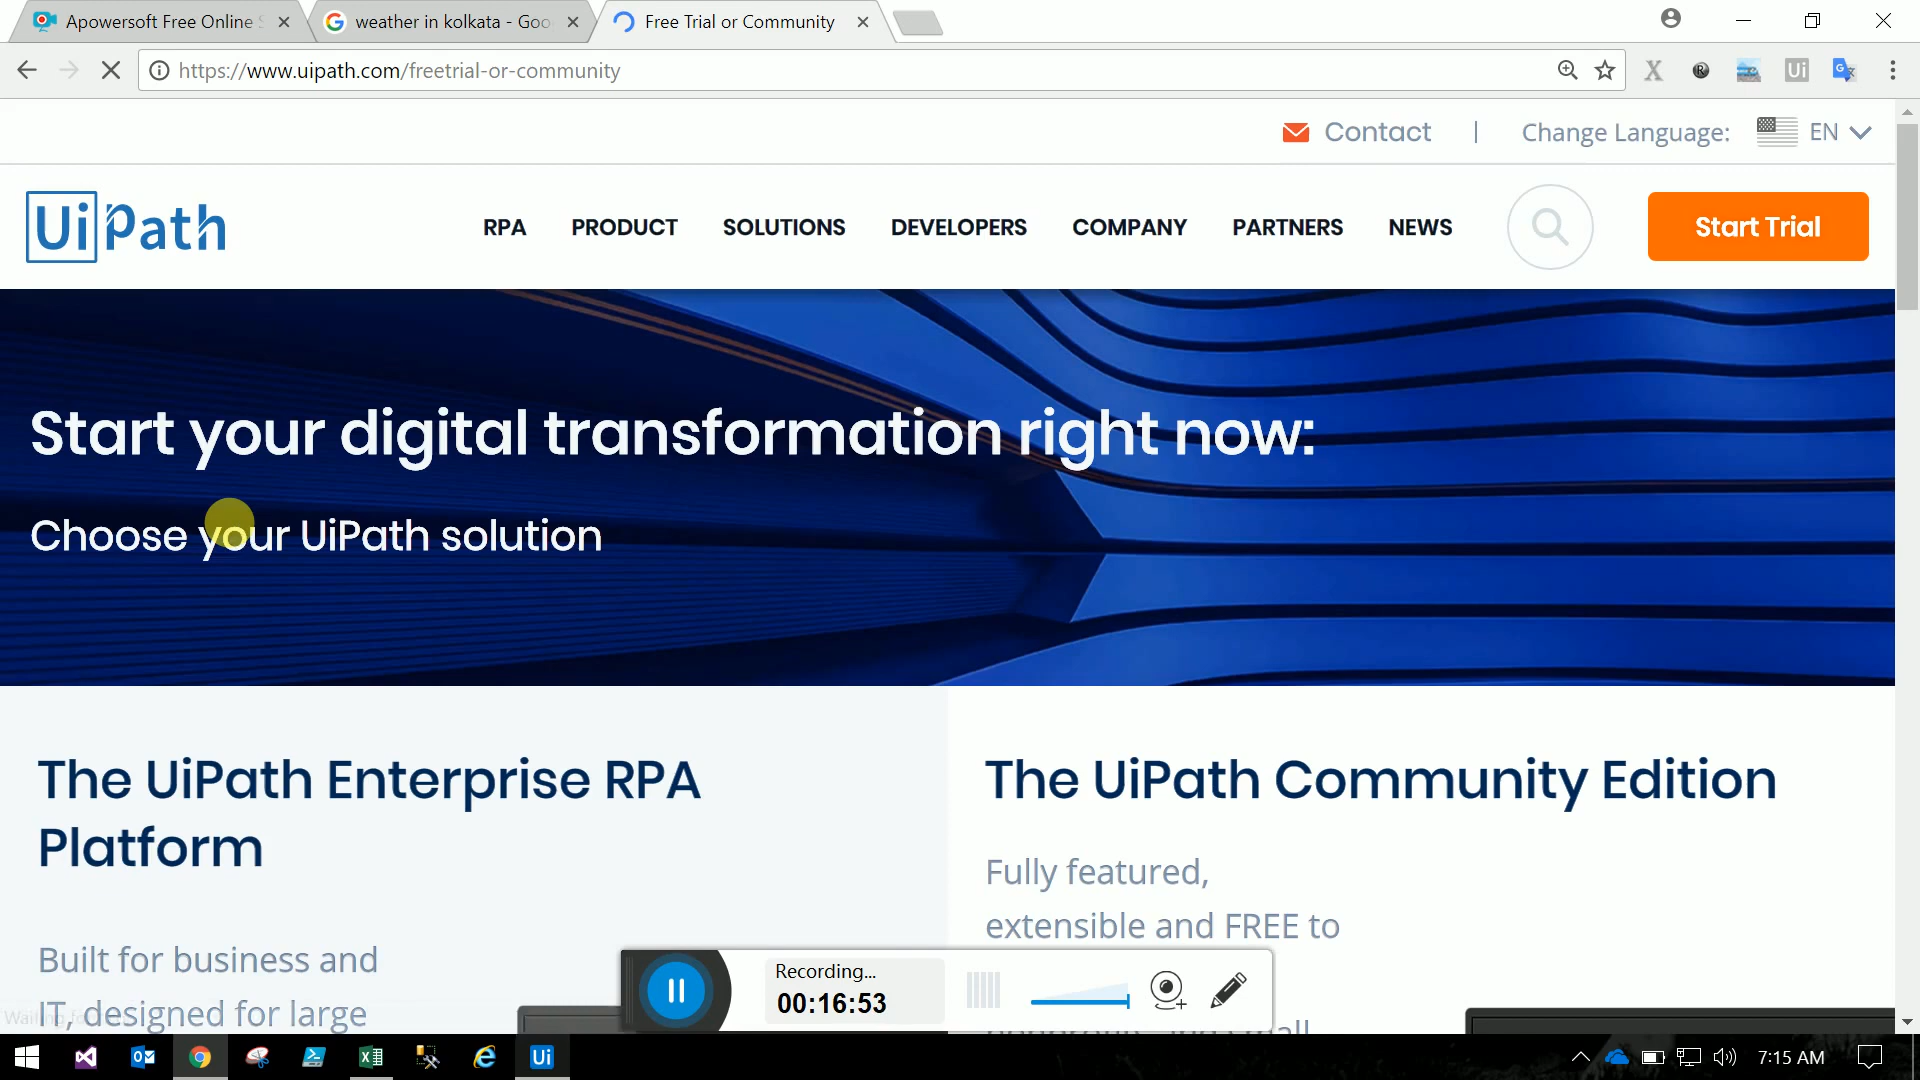 Apowersoft Free Online S
weather in kolkata - Goo
Free Trial or Community
https://www.uipath.com/freetrial-or-community
Contact | Change Language: EN
UiPath
RPA PRODUCT SOLUTIONS DEVELOPERS COMPANY PARTNERS NEWS
Start Trial
Start your digital transformation right now:
Choose your UiPath solution
The UiPath Enterprise RPA
Platform
Built for business and
IT, designed for large
The UiPath Community Edition
Fully featured,
extensible and FREE to
Recording...
00:16:53
Ui
7:15 AM